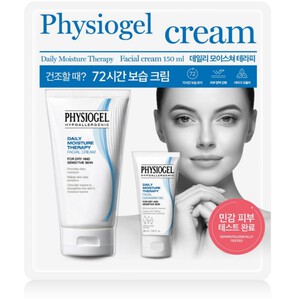 Physiogel cream
Daily Moisture Therapy Facial cream 150 ml 데일리 모이스쳐 테라피
건조할 때? 72시간 보습 크림
PHYSIOGEL
HYPOALLERGENIC
DAILY
MOISTURE
THERAPY
FACIAL CREAM
FOR DRY AND
SENSITIVE SKIN
PHYSIOGEL
HYPOALLERGENIC
DAILY
MOISTURE
THERAPY
FACIAL
민감 피부
테스트 완료